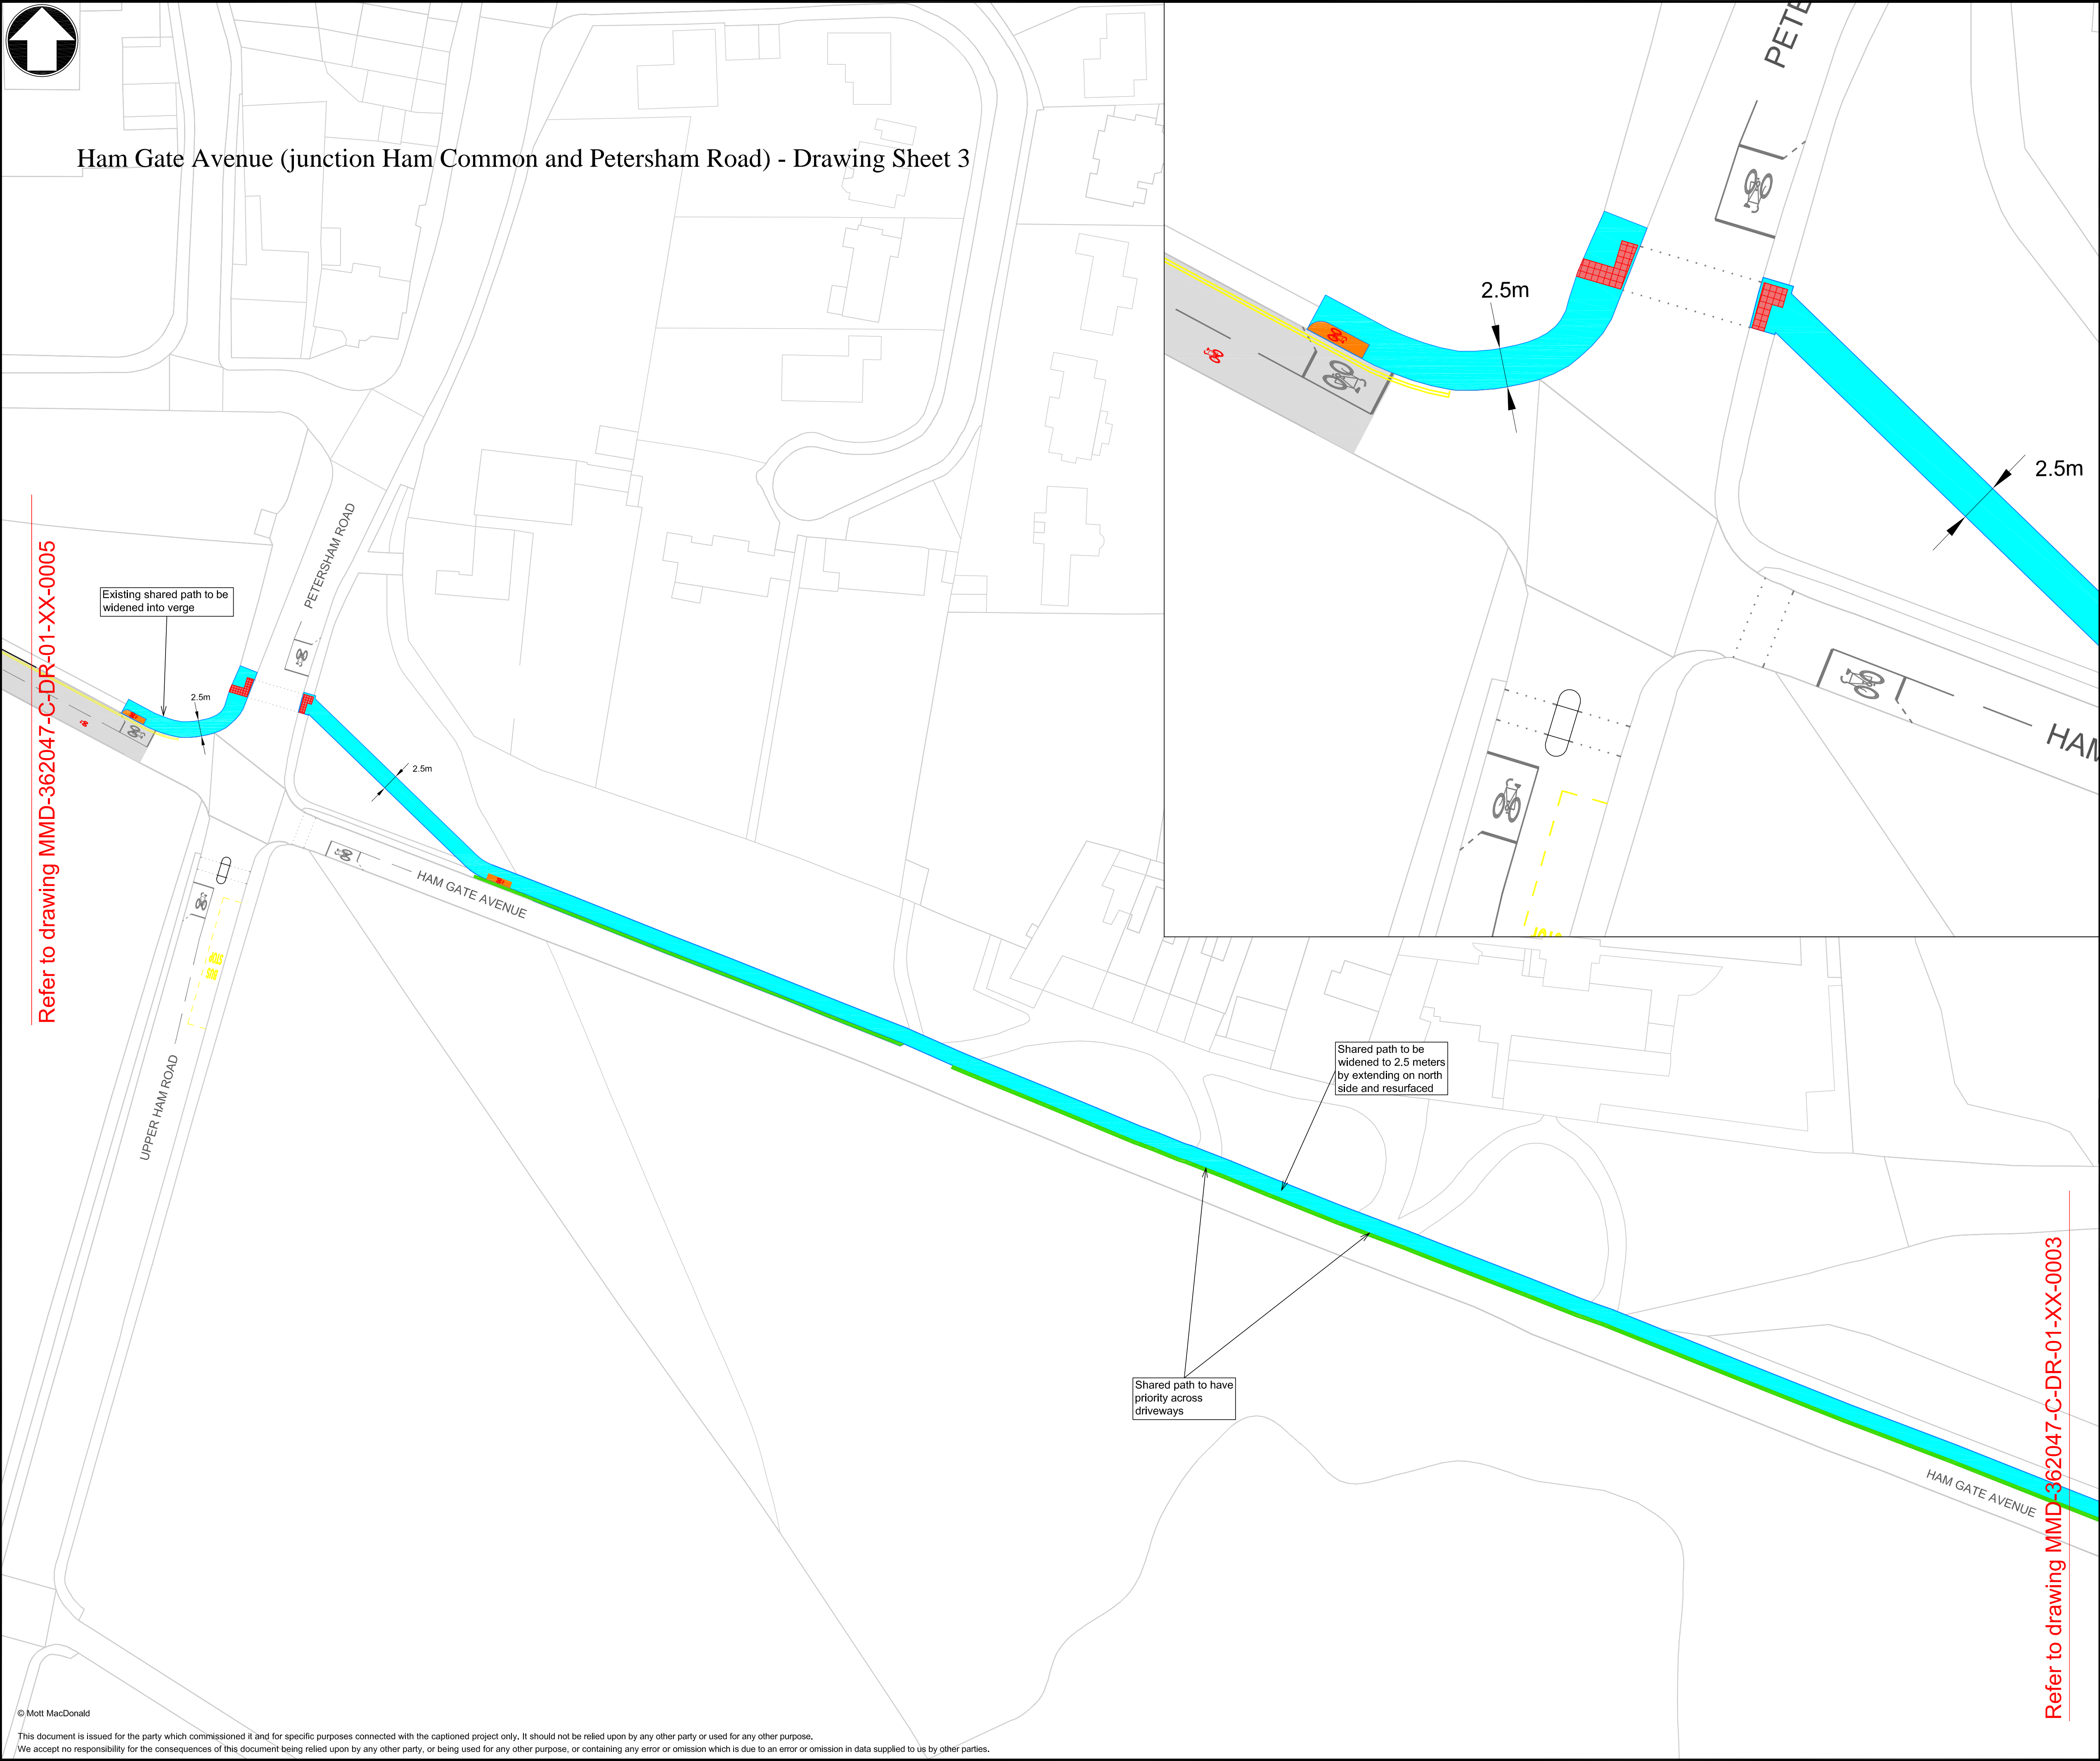 Ham Gate Avenue (junction Ham Common and Petersham Road) - Drawing Sheet 3
PETE
2.5m
2.5m
HAM
Refer to drawing MMD-362047-C-DR-01-XX-0005
Existing shared path to be
widened into verge
PETERSHAM ROAD
2.5m
2.5m
HAM GATE AVENUE
UPPER HAM ROAD
Shared path to be
widened to 2.5 meters
by extending on north
side and resurfaced
Shared path to have
priority across
driveways
HAM GATE AVENUE
Refer to drawing MMD-362047-C-DR-01-XX-0003
© Mott MacDonald
This document is issued for the party which commissioned it and for specific purposes connected with the captioned project only. It should not be relied upon by any other party or used for any other purpose.
We accept no responsibility for the consequences of this document being relied upon by any other party, or being used for any other purpose, or containing any error or omission which is due to an error or omission in data supplied to us by other parties.